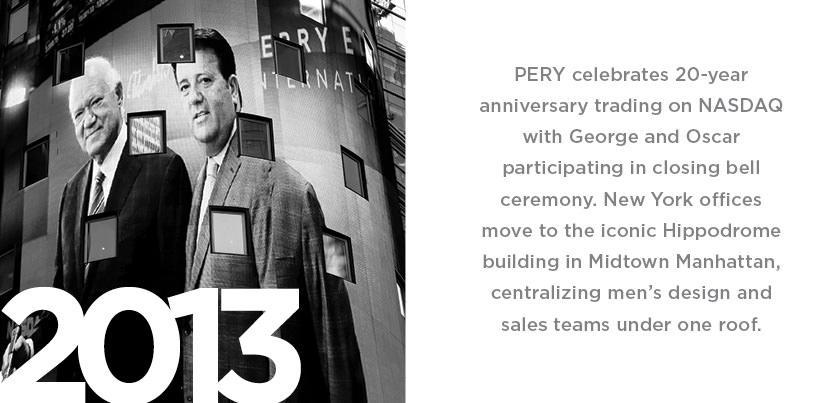 ERRY E
INTERNATI
2013
PERY celebrates 20-year
anniversary trading on NASDAQ
with George and Oscar
participating in closing bell
ceremony. New York offices
move to the iconic Hippodrome
building in Midtown Manhattan,
centralizing men’s design and
sales teams under one roof.